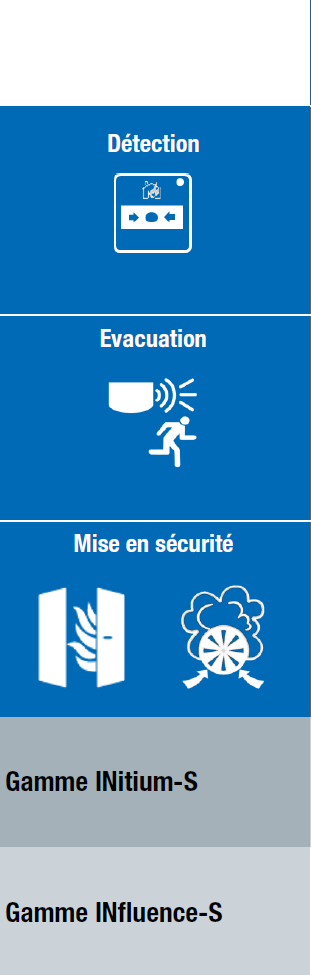 Détection
Evacuation
Mise en sécurité
Gamme INitium-S
Gamme INfluence-S